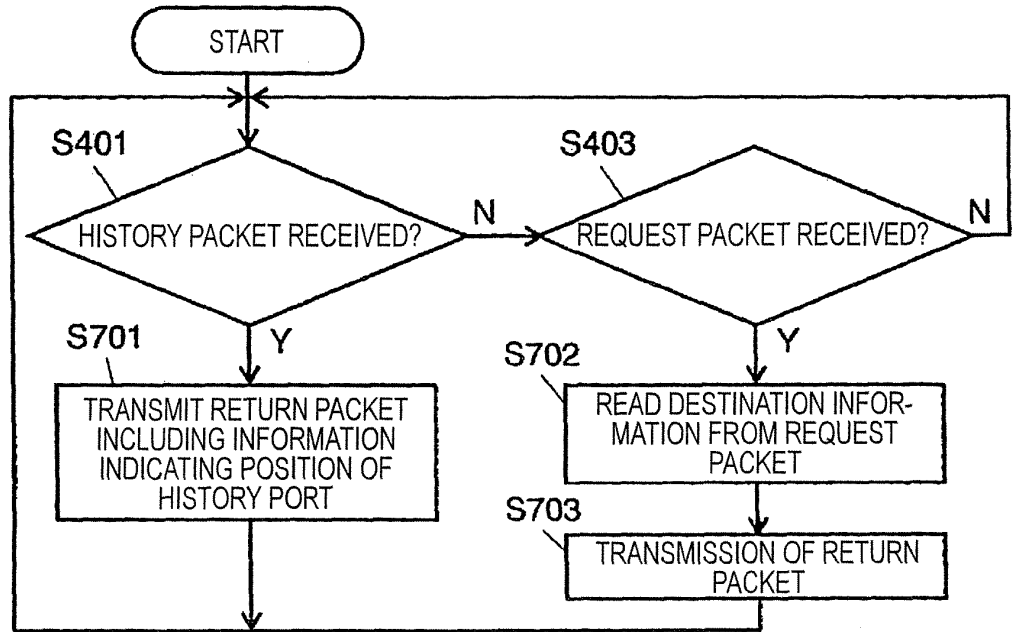 START
S401
S403
HISTORY PACKET RECEIVED?
N
REQUEST PACKET RECEIVED?
N
Y
Y
S701
TRANSMIT RETURN PACKET
INCLUDING INFORMATION
INDICATING POSITION OF
HISTORY PORT
S702
READ DESTINATION INFOR-
MATION FROM REQUEST
PACKET
S703
TRANSMISSION OF RETURN
PACKET